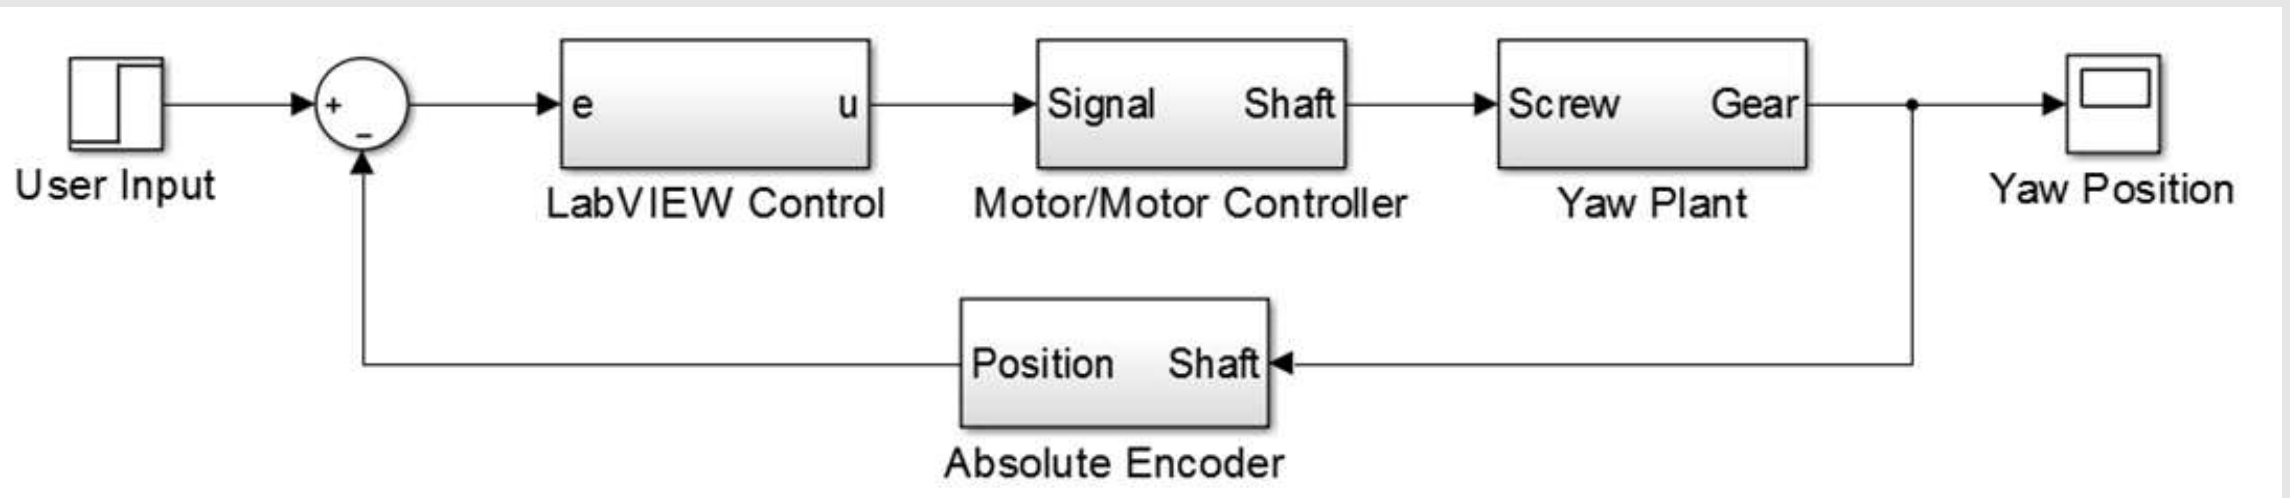 +
−
User Input
e u
LabVIEW Control
Signal Shaft
Motor/Motor Controller
Screw Gear
Yaw Plant
Yaw Position
Position Shaft
Absolute Encoder